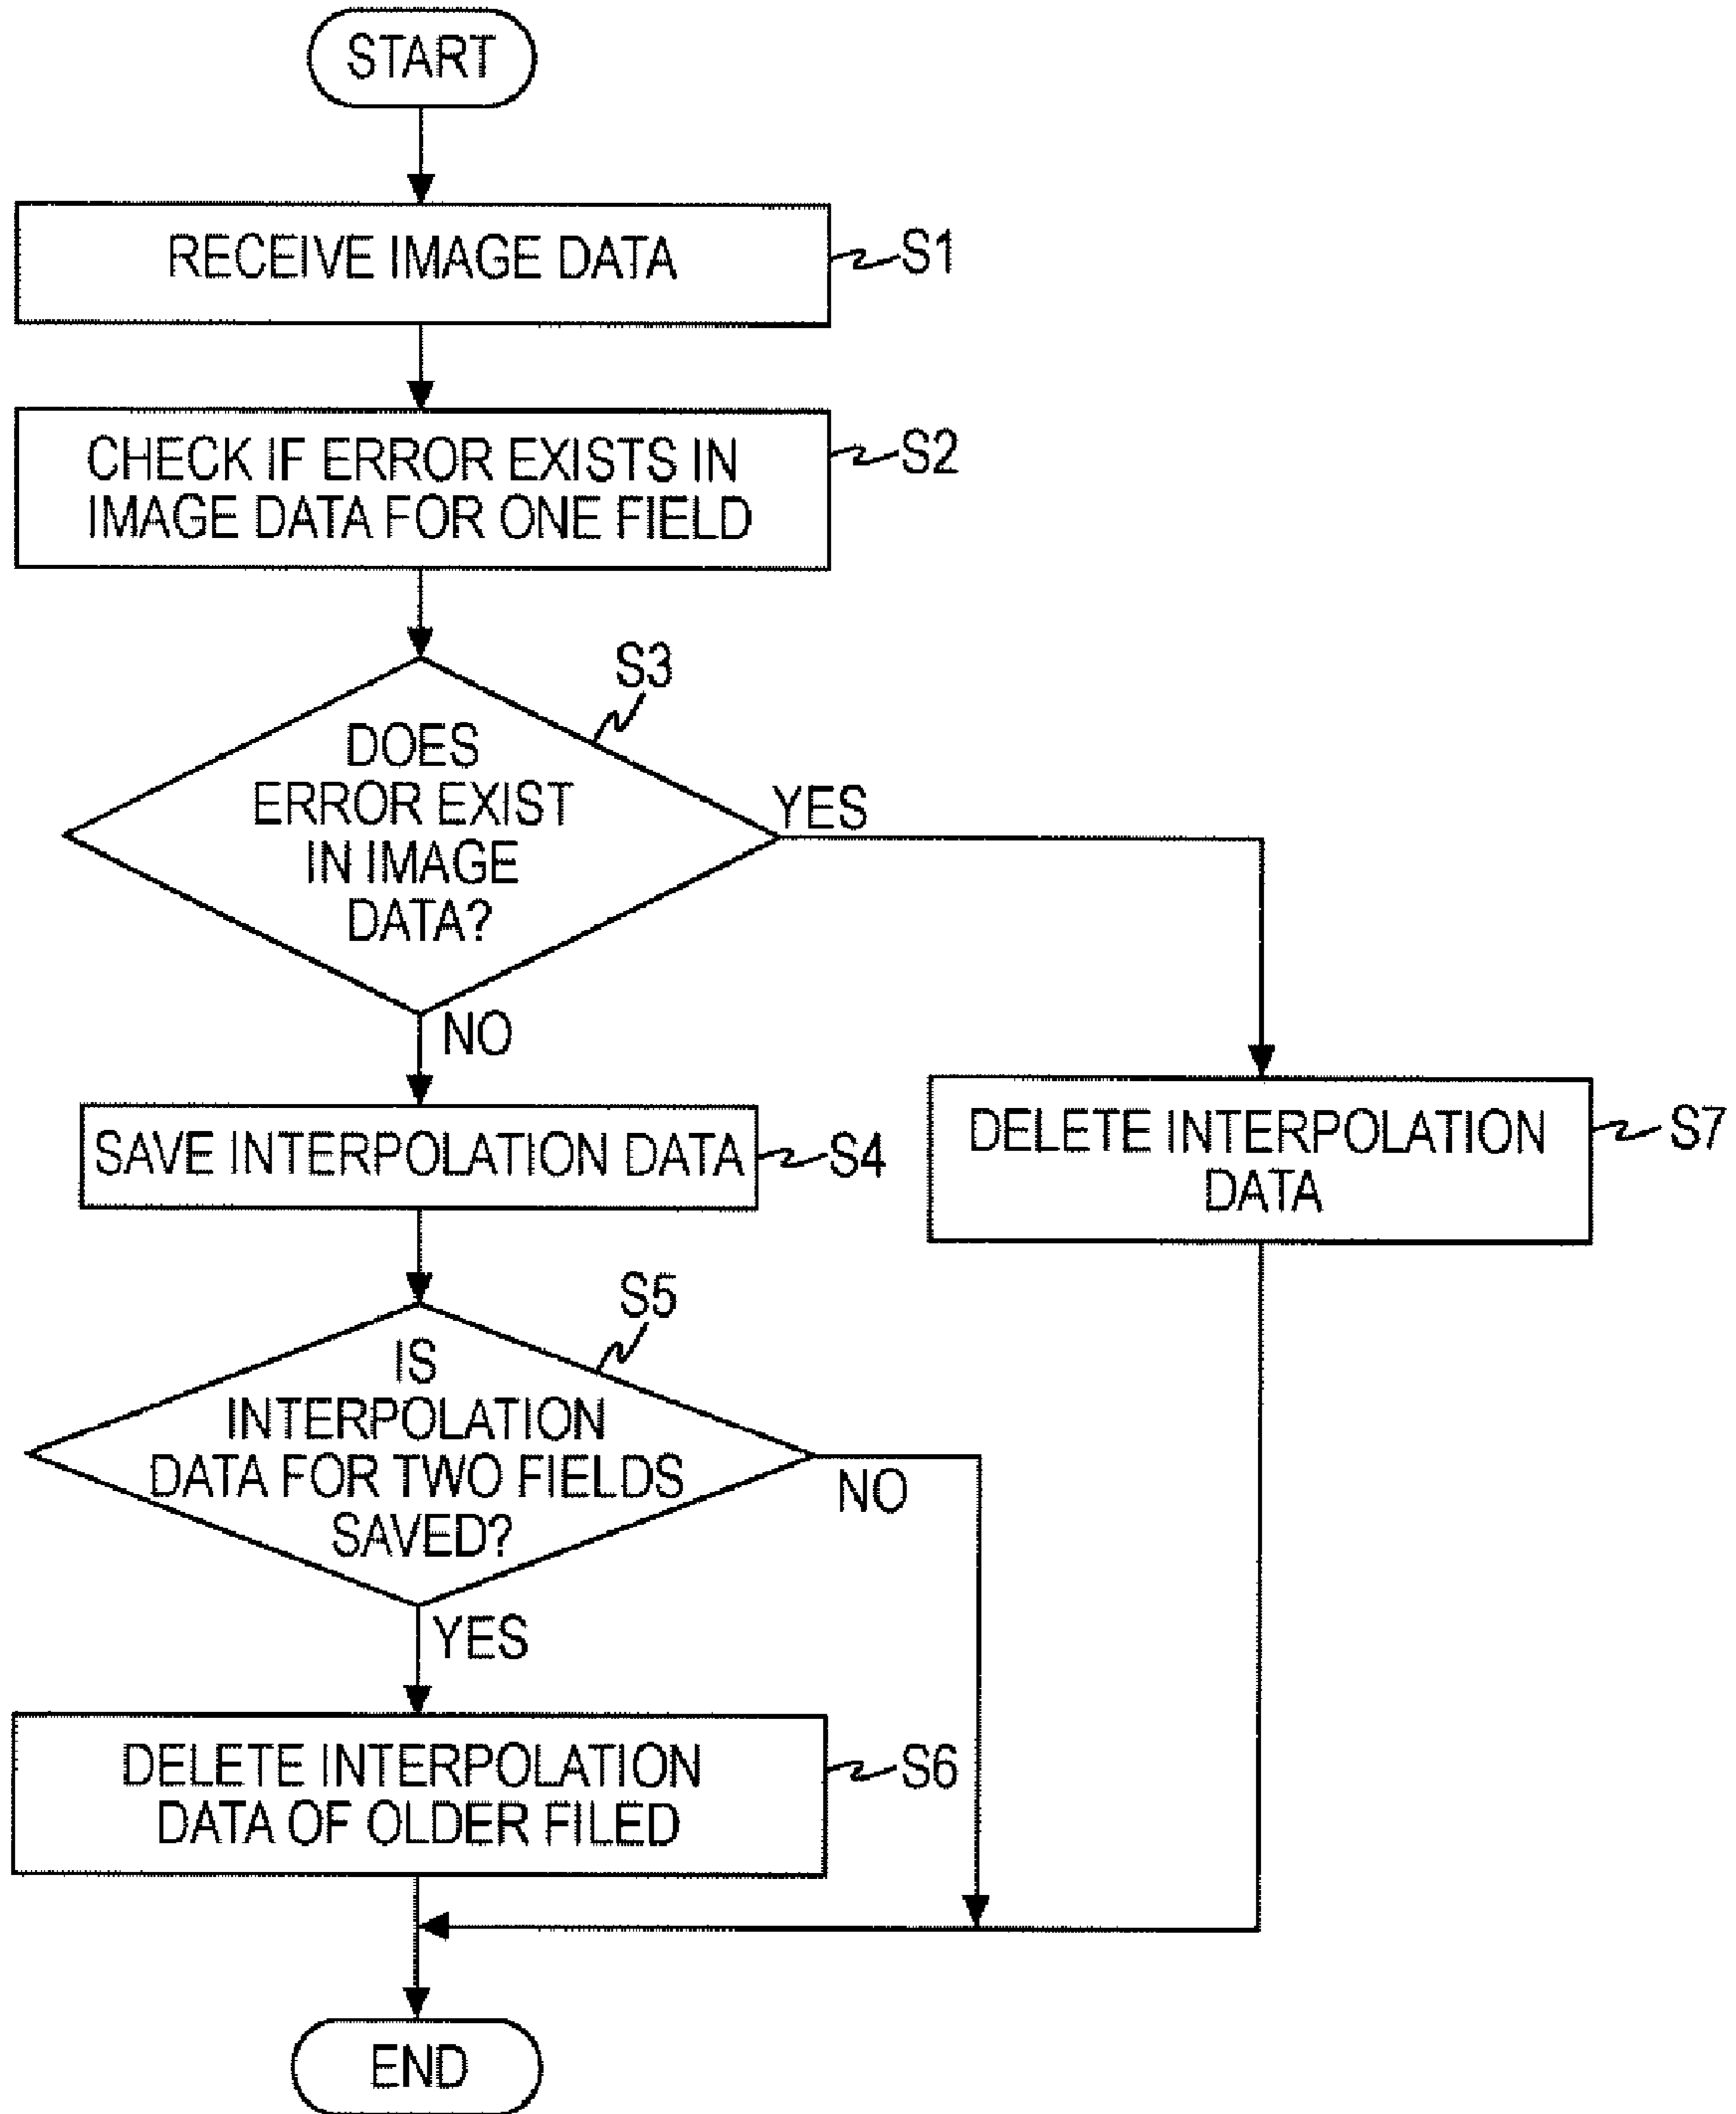 START
RECEIVE IMAGE DATA
S1
CHECK IF ERROR EXISTS IN
IMAGE DATA FOR ONE FIELD
S2
S3
DOES
ERROR EXIST
IN IMAGE
DATA?
YES
NO
SAVE INTERPOLATION DATA
S4
DELETE INTERPOLATION
DATA
S7
S5
IS
INTERPOLATION
DATA FOR TWO FIELDS
SAVED?
NO
YES
DELETE INTERPOLATION
DATA OF OLDER FILED
S6
END